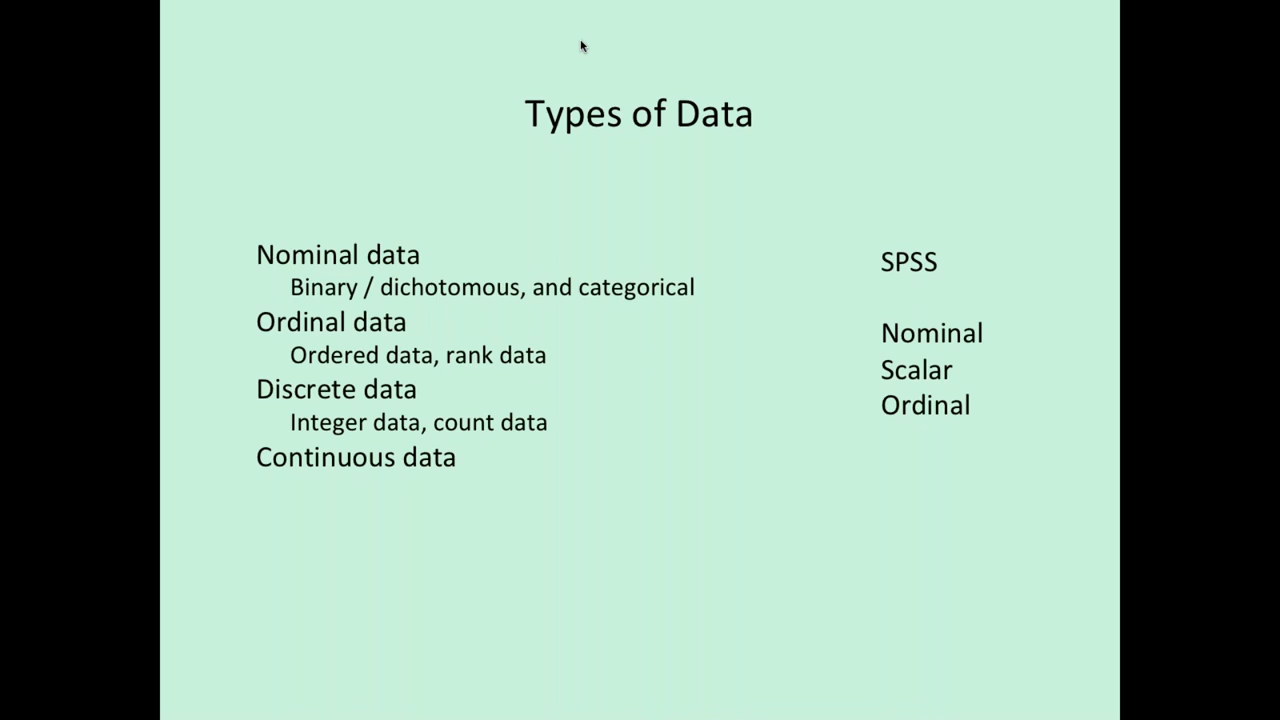 Types of Data
Nominal data
Binary / dichotomous, and categorical
Ordinal data
Ordered data, rank data
Discrete data
Integer data, count data
Continuous data
SPSS
Nominal
Scalar
Ordinal